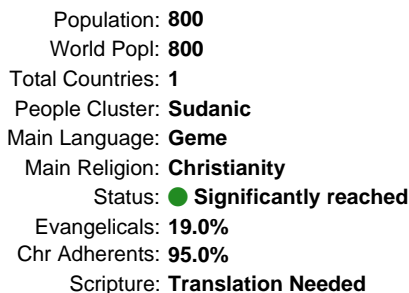 Population: 800
World Popl: 800
Total Countries: 1
People Cluster: Sudanic
Main Language: Geme
Main Religion: Christianity
Status: Significantly reached
Evangelicals: 19.0%
Chr Adherents: 95.0%
Scripture: Translation Needed